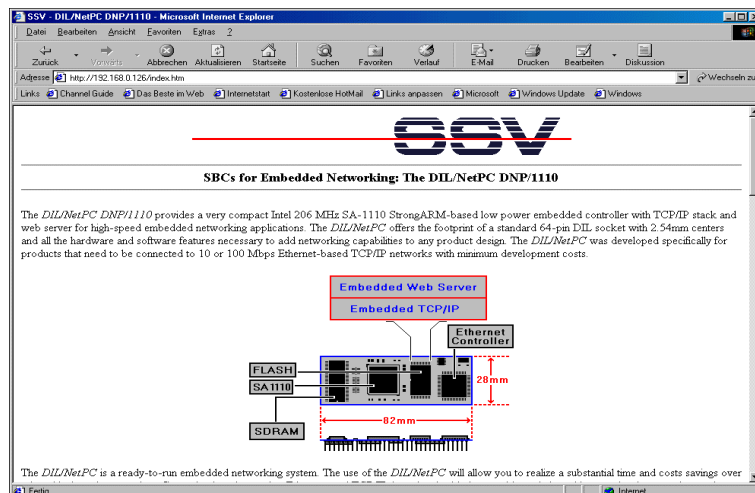 SSV - DIL/NetPC DNP/1110 - Microsoft Internet Explorer
Datei Bearbeiten Ansicht Favoriten Extras ?
Zurück Vorwärts Abbrechen Aktualisieren Startseite Suchen Favoriten Verlauf E-Mail Drucken Bearbeiten Diskussion
Adresse http://192.168.0.126/index.htm Wechseln zu
Links Channel Guide Das Beste im Web Internetstart Kostenlose HotMail Links anpassen Microsoft Windows Update Windows
SSV
SBCs for Embedded Networking: The DIL/NetPC DNP/1110
The DIL/NetPC DNP/1110 provides a very compact Intel 206 MHz SA-1110 StrongARM-based low power embedded controller with TCP/IP stack and
web server for high-speed embedded networking applications. The DIL/NetPC offers the footprint of a standard 64-pin DIL socket with 2.54mm centers
and all the hardware and software features necessary to add networking capabilities to any product design. The DIL/NetPC was developed specifically for
products that need to be connected to 10 or 100 Mbps Ethernet-based TCP/IP networks with minimum development costs.
Embedded Web Server
Embedded TCP/IP
Ethernet
Controller
FLASH
SA1110
28mm
82mm
SDRAM
The DIL/NetPC is a ready-to-run embedded networking system. The use of the DIL/NetPC will allow you to realize a substantial time and costs savings over
Fertig Internet